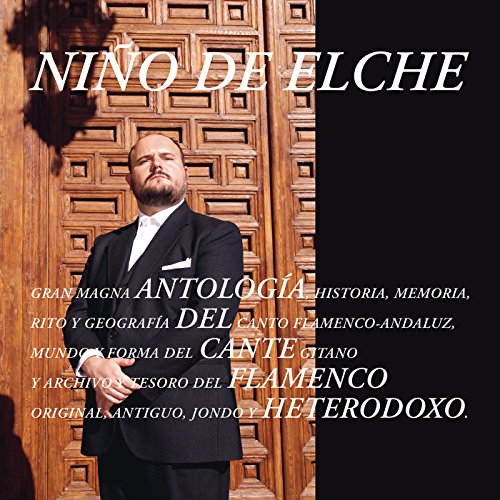 NIÑO DE ELCHE
GRAN MAGNA ANTOLOGÍA, HISTORIA, MEMORIA,
RITO Y GEOGRAFÍA DEL CANTO FLAMENCO-ANDALUZ,
MUNDO Y FORMA DEL CANTE GITANO
Y ARCHIVO Y TESORO DEL FLAMENCO
ORIGINAL, ANTIGUO, JONDO Y HETERODOXO.